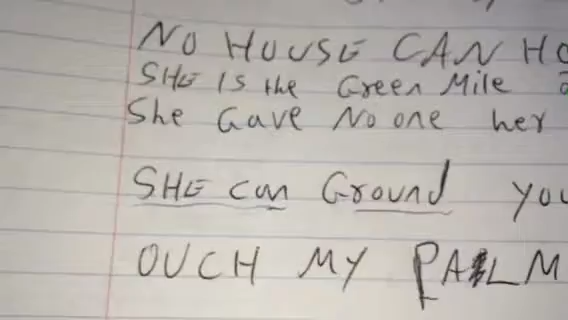 NO HOUSE CAN HO
SHE IS the Green Mile
She Gave No one her
SHE can Ground you
OUCH MY PALM